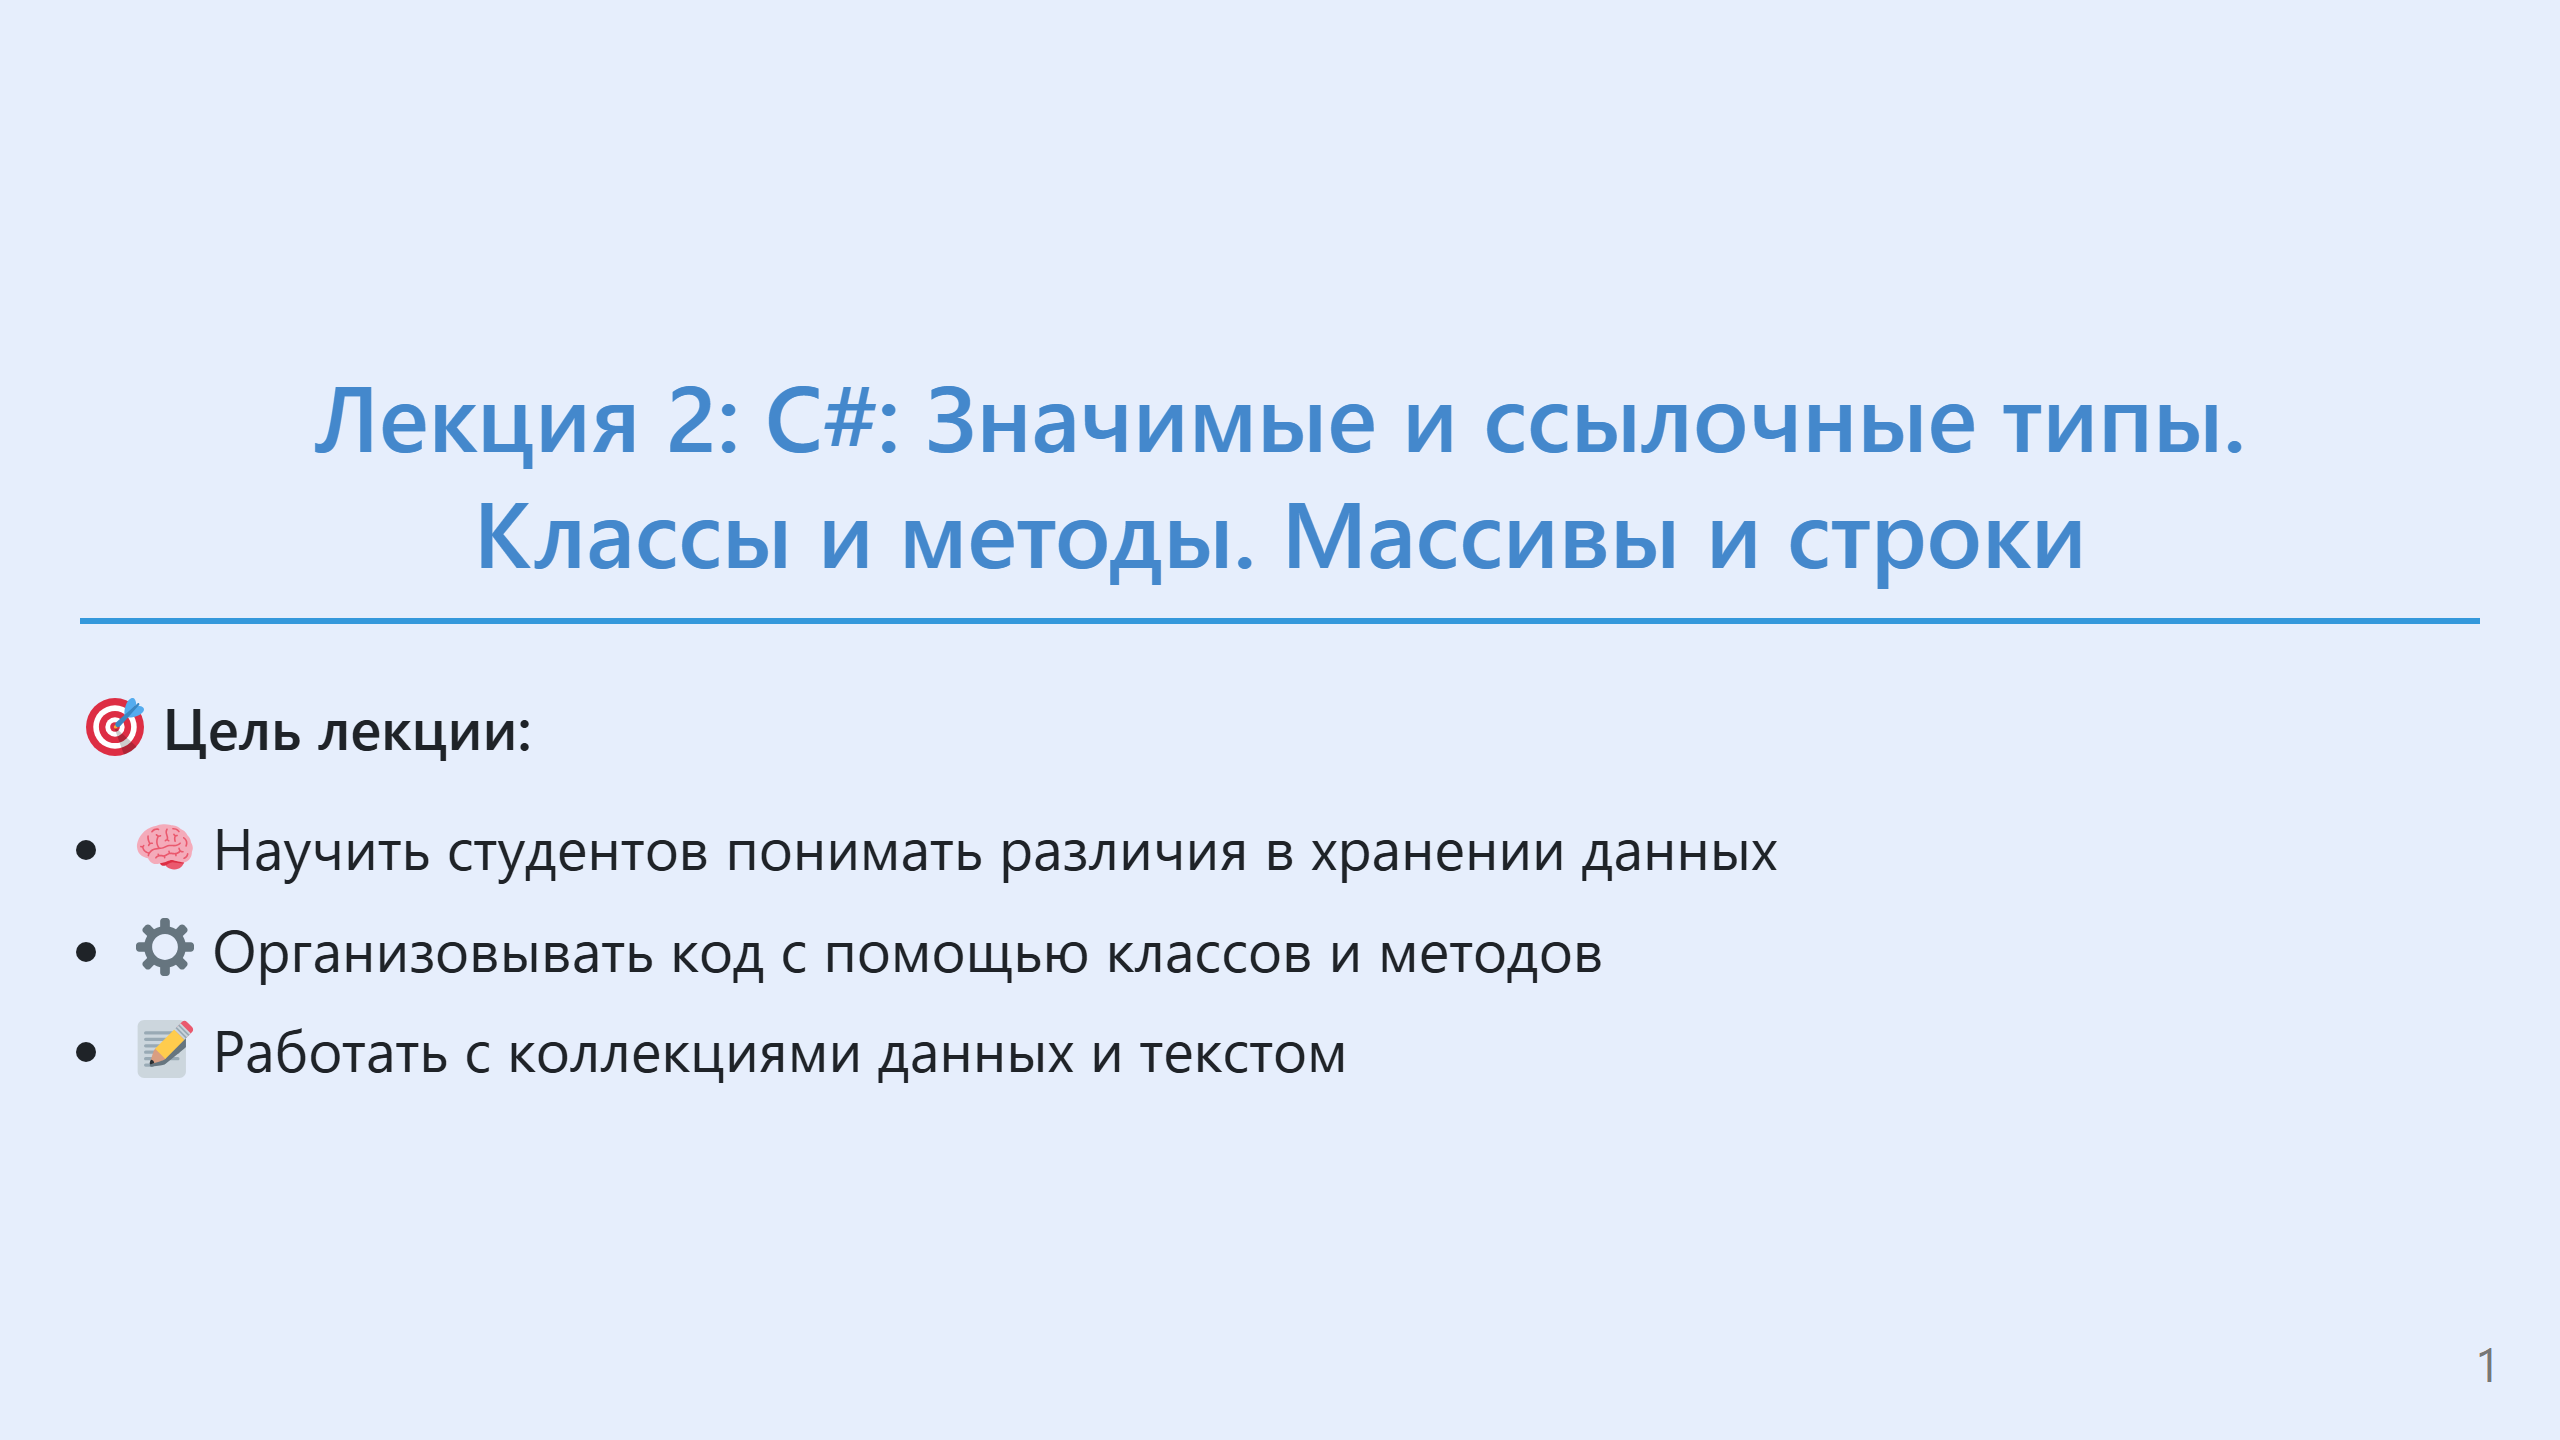 Лекция 2: C#: Значимые и ссылочные типы.
Классы и методы. Массивы и строки
🎯 Цель лекции:
• 🧠 Научить студентов понимать различия в хранении данных
• ⚙️ Организовывать код с помощью классов и методов
• 📝 Работать с коллекциями данных и текстом
1